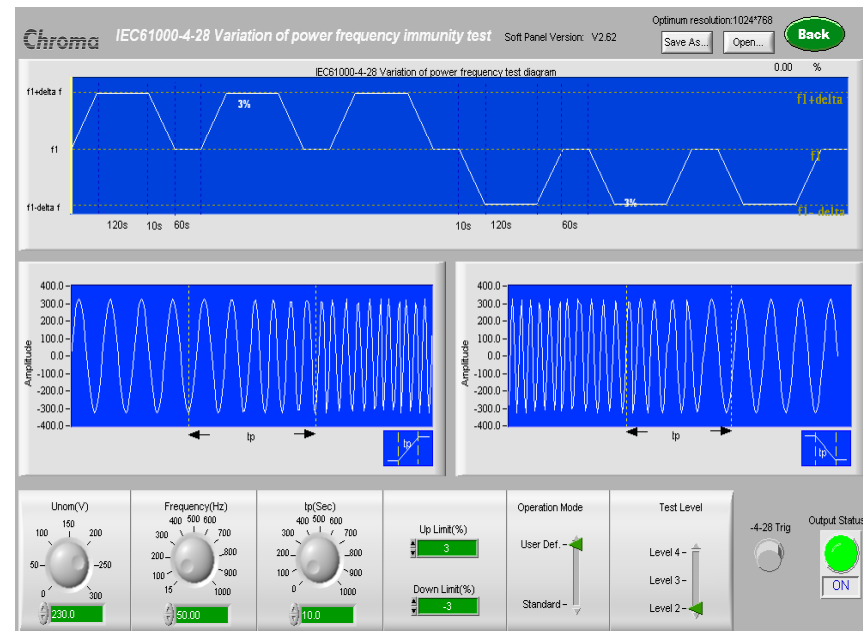 Chroma IEC61000-4-28 Variation of power frequency immunity test Soft Panel Version: V2.62
Optimum resolution:1024*768
Save As... Open... Back
IEC61000-4-28 Variation of power frequency test diagram 0.00 %
f1+delta f
3%
f1+delta
f1
f1
f1-delta f
3%
f1- delta
120s 10s 60s 10s 120s 60s
Amplitude
400.0
300.0
200.0
100.0
0.0
-100.0
-200.0
-300.0
-400.0
tp
tp
Amplitude
400.0
300.0
200.0
100.0
0.0
-100.0
-200.0
-300.0
-400.0
tp
tp
Unom(V)
0 50 100 150 200 250 300
230.0
Frequency(Hz)
15 100 200 300 400 500 600 700 800 900 1000
50.00
tp(Sec)
0 100 200 300 400 500 600 700 800 900 1000
10.0
Up Limit(%)
3
Down Limit(%)
-3
Operation Mode
User Def.
Standard
Test Level
Level 4
Level 3
Level 2
-4-28 Trig
Output Status
ON